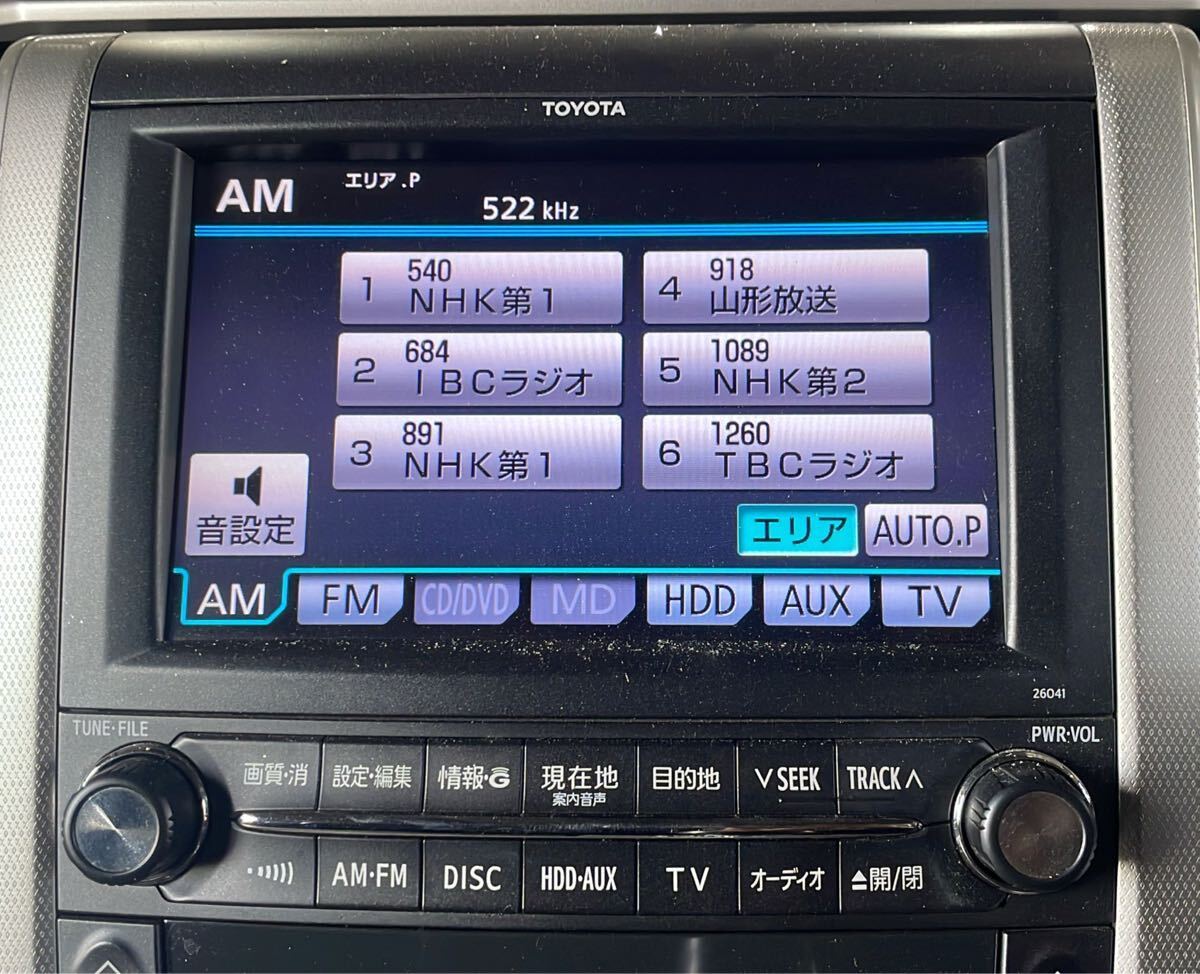 TOYOTA
AM エリア.P
522 kHz
1 540 NHK第1
4 918 山形放送
2 684 IBCラジオ
5 1089 NHK第2
3 891 NHK第1
6 1260 TBCラジオ
音設定
エリア AUTO.P
AM FM CD/DVD MD HDD AUX TV
26041
TUNE・FILE
PWR・VOL
画質・消 設定・編集 情報・G 現在地 目的地 ∨SEEK TRACK∧
案内音声
AM・FM DISC HDD・AUX TV オーディオ ⏏開/閉